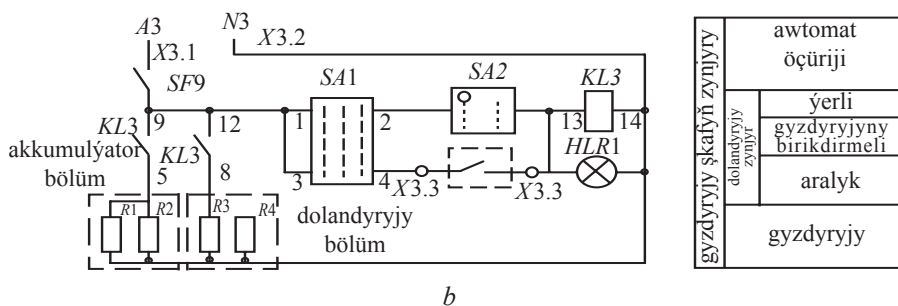 A3
N3
X3.1
X3.2
SF9
SA1
SA2
KL3
9
12
1
2
13
14
KL3
HLR1
akkumulýator
bölüm
KL3
5
8
3
4
X3.3
X3.3
R1
R2
R3
R4
dolandyryjy
bölüm
b
gyzdyryjy şkafyň zynjyry
awtomat
öçüriji
dolandyryjy
zynjyr
ýerli
gyzdyryjyny
birikdirmeli
aralyk
gyzdyryjy